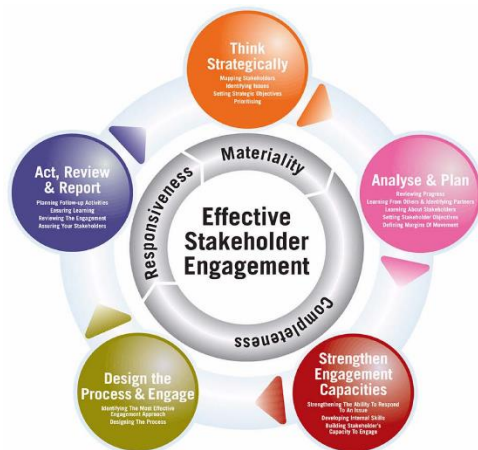 Think
Strategically
Mapping Stakeholders
Identifying Issues
Setting Strategic Objectives
Prioritising
Analyse & Plan
Reviewing Progress
Learning From Others & Identifying Partners
Learning About Stakeholders
Setting Stakeholder Objectives
Defining Margins Of Movement
Strengthen
Engagement
Capacities
Strengthening The Ability To Respond
To An Issue
Developing Internal Skills
Building Stakeholder's
Capacity To Engage
Design the
Process & Engage
Identifying The Most Effective
Engagement Approach
Designing The Process
Act, Review
& Report
Planning Follow-up Activities
Ensuring Learning
Reviewing The Engagement
Assuring Your Stakeholders
Materiality
Completeness
Responsiveness
Effective
Stakeholder
Engagement